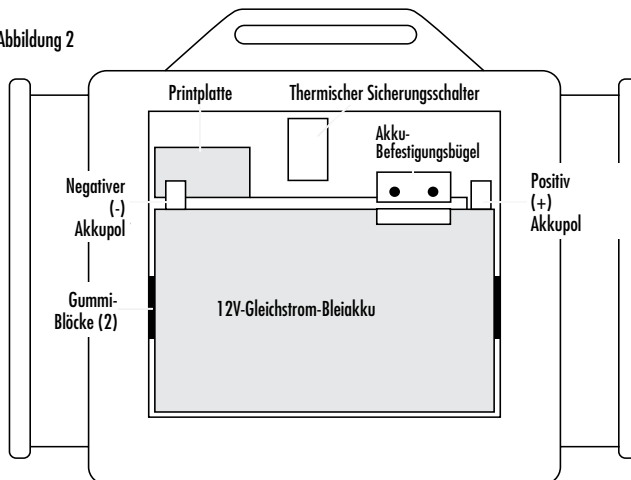 Abbildung 2
Printplatte
Thermischer Sicherungsschalter
Akku-
Befestigungsbügel
Negativer
(-)
Akkupol
Positiv
(+)
Akkupol
Gummi-
Blöcke (2)
12V-Gleichstrom-Bleiakku